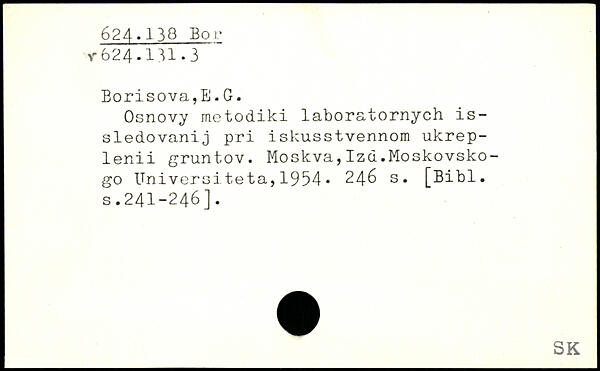 624.138 Bor
v 624.131.3
Borisova,E.G.
Osnovy metodiki laboratornych is-
sledovanij pri iskusstvennom ukrep-
lenii gruntov. Moskva,Izd.Moskovsko-
go Universiteta,1954. 246 s. [Bibl.
s.241-246].
SK